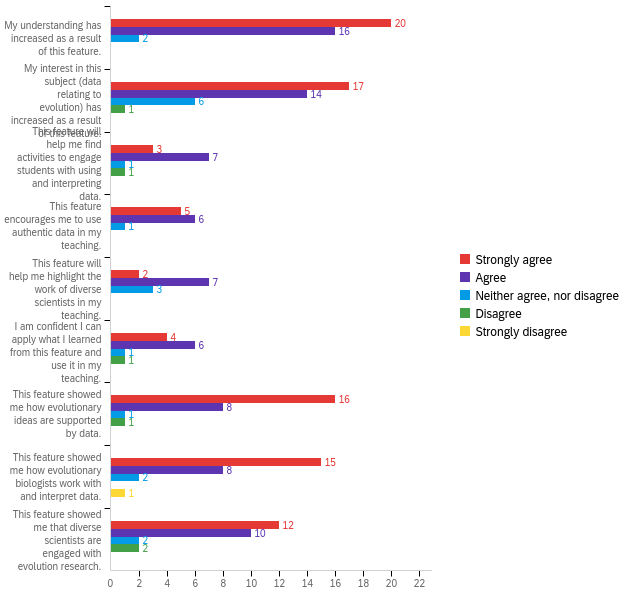 My understanding has
increased as a result
of this feature.
20
16
2
My interest in this
subject (data
relating to
evolution) has
increased as a result
of this feature.
17
14
6
1
This feature will
help me find
activities to engage
students with using
and interpreting
data.
3
7
1
1
This feature
encourages me to use
authentic data in my
teaching.
5
6
1
This feature will
help me highlight the
work of diverse
scientists in my
teaching.
2
7
3
I am confident I can
apply what I learned
from this feature and
use it in my
teaching.
4
6
1
1
This feature showed
me how evolutionary
ideas are supported
by data.
16
8
1
1
This feature showed
me how evolutionary
biologists work with
and interpret data.
15
8
2
1
This feature showed
me that diverse
scientists are
engaged with
evolution research.
12
10
2
2
0 2 4 6 8 10 12 14 16 18 20 22
Strongly agree
Agree
Neither agree, nor disagree
Disagree
Strongly disagree